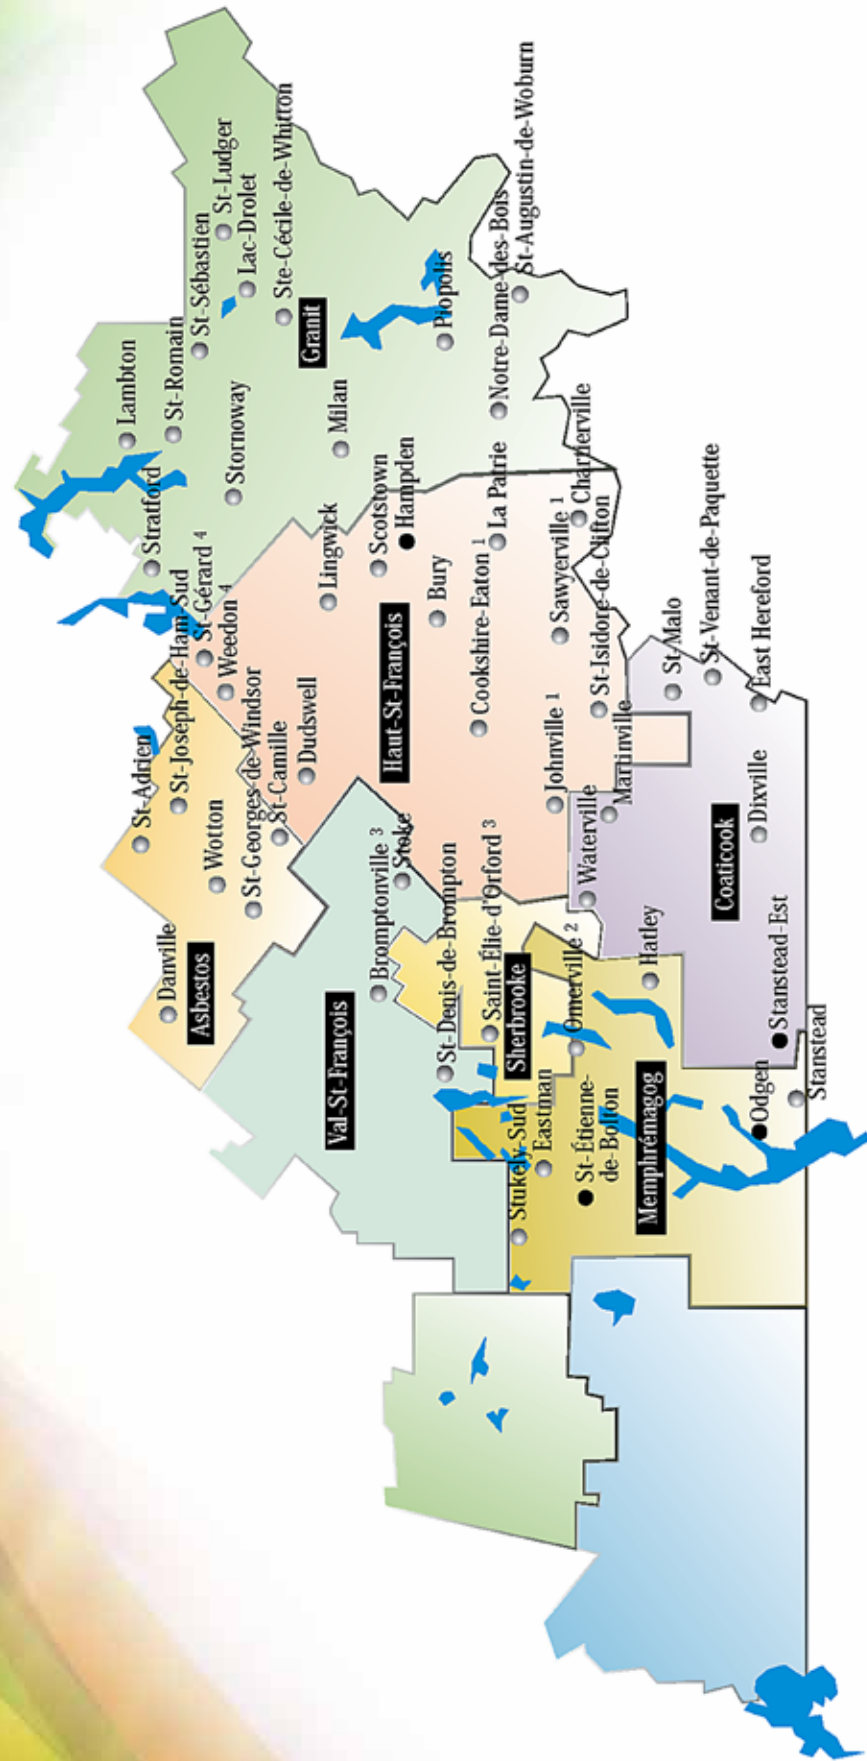 Lambton
St-Romain
St-Sébastien
St-Ludger
Lac-Drolet
Ste-Cécile-de-Whitton
Granit
Stornoway
Milan
Piopolis
Notre-Dame-des-Bois
St-Augustin-de-Woburn
Stratford
St-Gérard 4
Weedon 4
Lingwick
Scotstown
Hampden
La Patrie
Chartierville
Bury
Haut-St-François
Cookshire-Eaton 1
Sawyerville 1
St-Isidore-de-Clifton
Johnville 1
Dudswell
St-Adrien
St-Joseph-de-Ham-Sud
Wotton
St-Georges-de-Windsor
St-Camille
Danville
Asbestos
Val-St-François
Bromptonville 3
Stoke
St-Denis-de-Brompton
Saint-Élie-d'Orford 3
Sherbrooke
Omerville 2
Waterville
Martinville
Hatley
Coaticook
Dixville
St-Malo
St-Venant-de-Paquette
East Hereford
Stanstead-Est
Stanstead
Odgen
Memphrémagog
Stukely-Sud
Eastman
St-Étienne-
de-Bolton